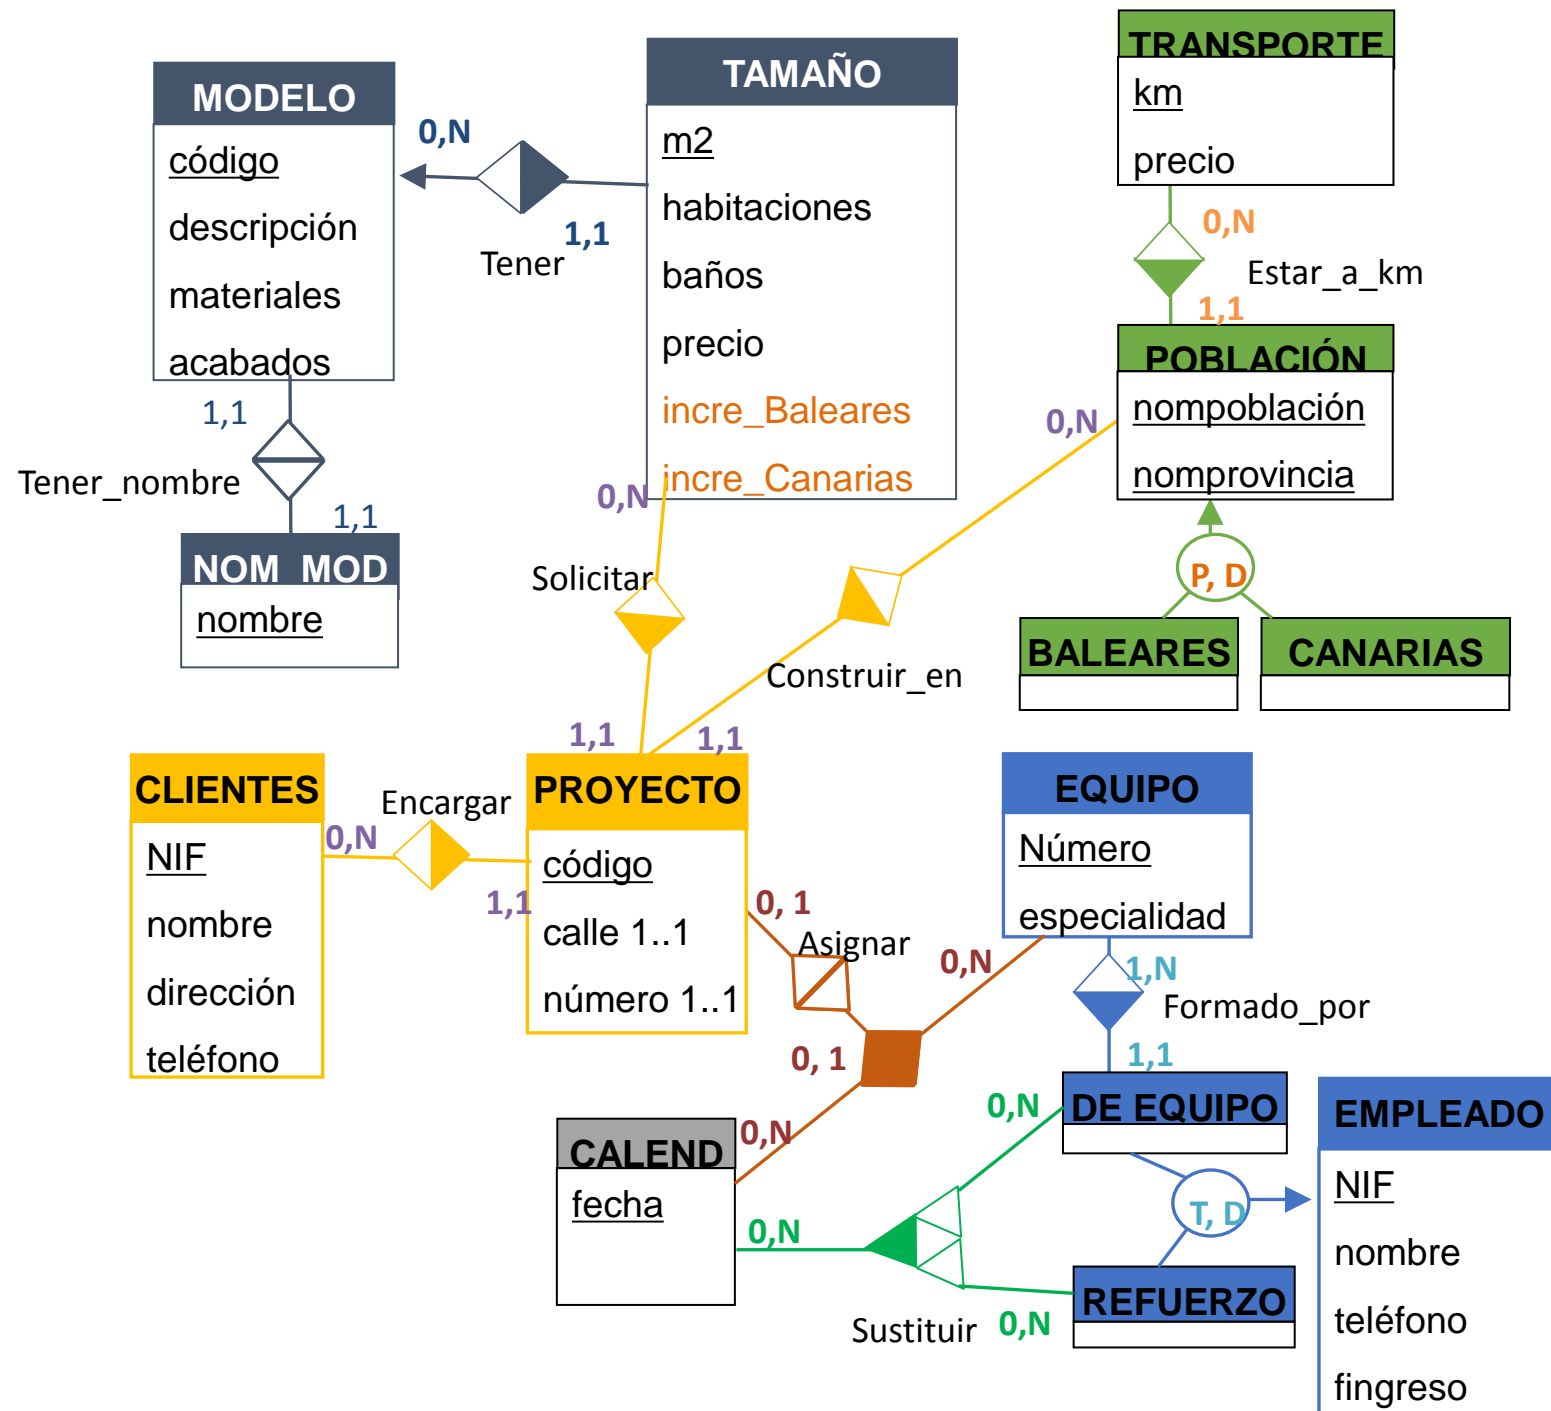 TRANSPORTE
km
precio
0,N
Estar_a_km
1,1
MODELO
código
descripción
materiales
acabados
0,N
1,1
Tener
TAMAÑO
m2
habitaciones
baños
precio
incre_Baleares
incre_Canarias
POBLACIÓN
nompoblación
nomprovincia
P, D
BALEARES
CANARIAS
1,1
Tener_nombre
1,1
NOM_MOD
nombre
0,N
Solicitar
1,1
0,N
Construir_en
1,1
CLIENTES
NIF
nombre
dirección
teléfono
Encargar
0,N
1,1
PROYECTO
código
calle 1..1
número 1..1
0, 1
Asignar
0, 1
0,N
0,N
EQUIPO
Número
especialidad
1,N
Formado_por
1,1
DE EQUIPO
EMPLEADO
NIF
nombre
teléfono
fingreso
T, D
REFUERZO
CALEND
fecha
0,N
0,N
0,N
Sustituir